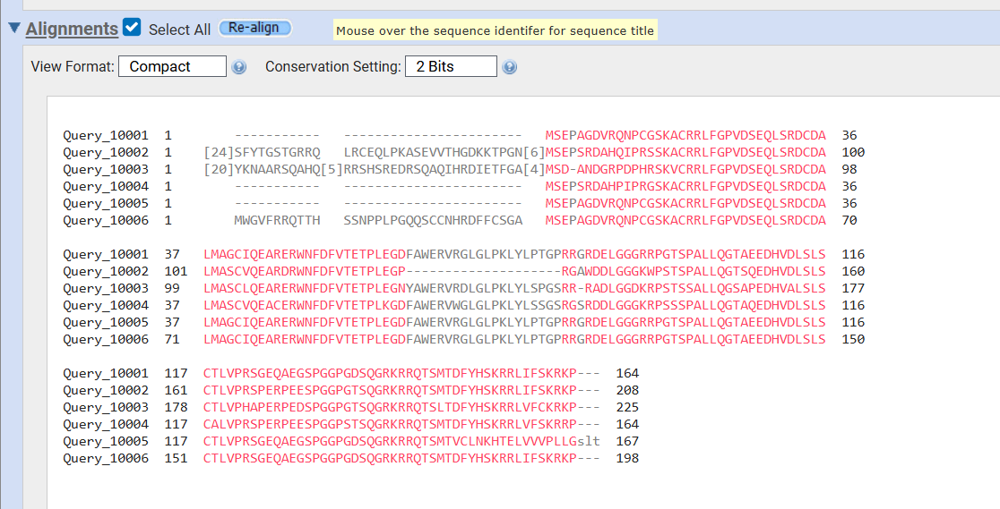 Alignments Select All Re-align Mouse over the sequence identifer for sequence title
View Format: Compact Conservation Setting: 2 Bits
Query_10001 1 ----------- ----------------------- MSEPAGDVRQNPCGSKACRRLFGPVDSEQLSRDCDA 36
Query_10002 1 [24]SFYTGSTGRRQ LRCEQLPKASEVVTHGDKKTPGN[6]MSEPSRDAHQIPRSSKACRRLFGPVDSEQLSRDCDA 100
Query_10003 1 [20]YKNAARSQAHQ[5]RRSHSREDRSQAQIHRDIETFGA[4]MSD-ANDGRPDPHRSKVCRRLFGPVDSEQLSRDCDA 98
Query_10004 1 ----------- ----------------------- MSEPSRDAHPIPRGSKACRRLFGPVDSEQLSRDCDA 36
Query_10005 1 ----------- ----------------------- MSEPAGDVRQNPCGSKACRRLFGPVDSEQLSRDCDA 36
Query_10006 1 MWGVFRRQTTH SSNPPLPGQQSCCNHRDFFCSGA MSEPAGDVRQNPCGSKACRRLFGPVDSEQLSRDCDA 70
Query_10001 37 LMAGCIQEARERWNFDFVTETPLEGDFAWERVRGLGLPKLYLPTGPRRGRDELGGGRRPGTSPALLQGTAEEDHVDLSLS 116
Query_10002 101 LMASCVQEARDRWNFDFVTETPLEGP--------------------RGAWDDLGGGKWPSTSPALLQGTSQEDHVDLSLS 160
Query_10003 99 LMASCLQEARERWNFDFVTETPLEGNYAWERVRDLGLPKLYLSPGSRR-RADLGGDKRPSTSSALLQGSAPEDHVALSLS 177
Query_10004 37 LMASCVQEACERWNFDFVTETPLKGDFAWERVWGLGLPKLYLSSGSRGSRDDLGGGKRPSSSPALLQGTAQEDHVDLSLS 116
Query_10005 37 LMAGCIQEARERWNFDFVTETPLEGDFAWERVRGLGLPKLYLPTGPRRGRDELGGGRRPGTSPALLQGTAEEDHVDLSLS 116
Query_10006 71 LMAGCIQEARERWNFDFVTETPLEGDFAWERVRGLGLPKLYLPTGPRRGRDELGGGRRPGTSPALLQGTAEEDHVDLSLS 150
Query_10001 117 CTLVPRSGEQAEGSPGGPGDSQGRKRRQTSMTDFYHSKRRLIFSKRKP--- 164
Query_10002 161 CTLVPRSPERPEESPGGPGTSQGRKRRQTSMTDFYHSKRRLIFSKRKP--- 208
Query_10003 178 CTLVPHAPERPEDSPGGPGTSQGRKRRQTSLTDFYHSKRRLVFCKRKP--- 225
Query_10004 117 CALVPRSPERPEESPGGPSTSQGRKRRQTSMTDFYHSKRRLVFSKRRP--- 164
Query_10005 117 CTLVPRSGEQAEGSPGGPGDSQGRKRRQTSMTVCLNKHTELVVVPLLGslt 167
Query_10006 151 CTLVPRSGEQAEGSPGGPGDSQGRKRRQTSMTDFYHSKRRLIFSKRKP--- 198